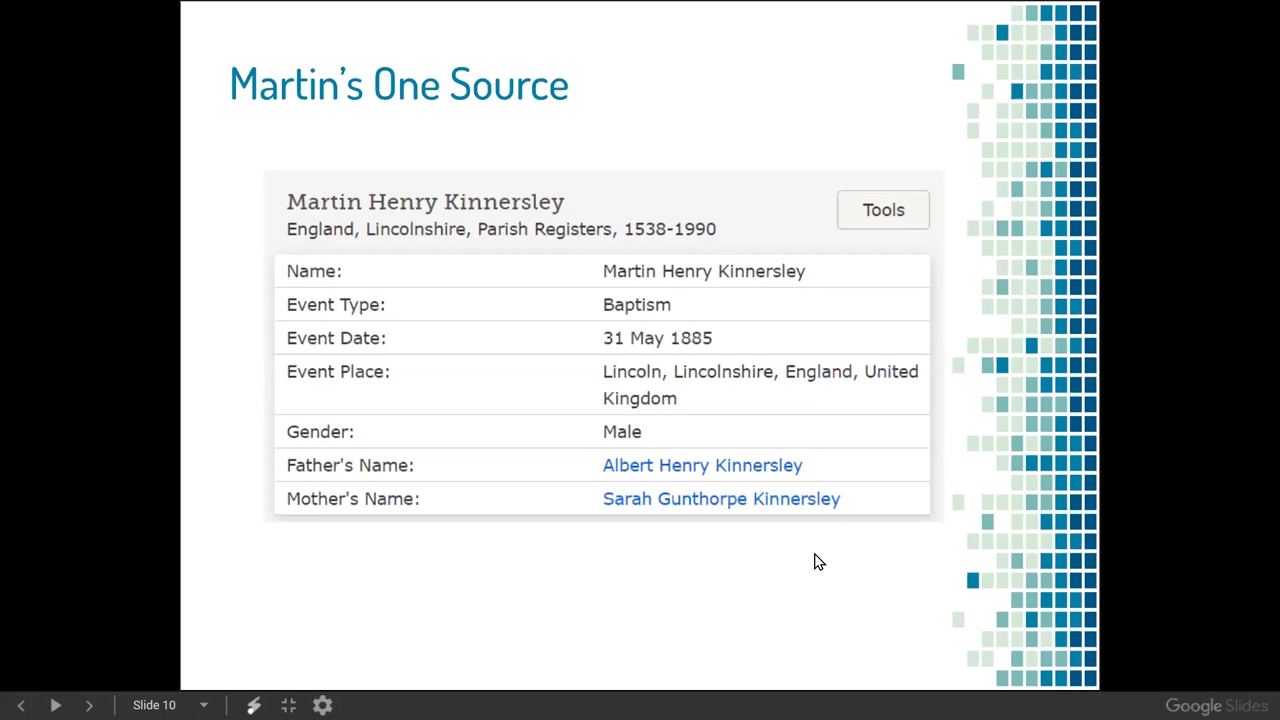 Martin's One Source
Martin Henry Kinnersley
Tools
England, Lincolnshire, Parish Registers, 1538-1990
Name: Martin Henry Kinnersley
Event Type: Baptism
Event Date: 31 May 1885
Event Place: Lincoln, Lincolnshire, England, United
Kingdom
Gender: Male
Father's Name: Albert Henry Kinnersley
Mother's Name: Sarah Gunthorpe Kinnersley
Slide 10
Google Slides